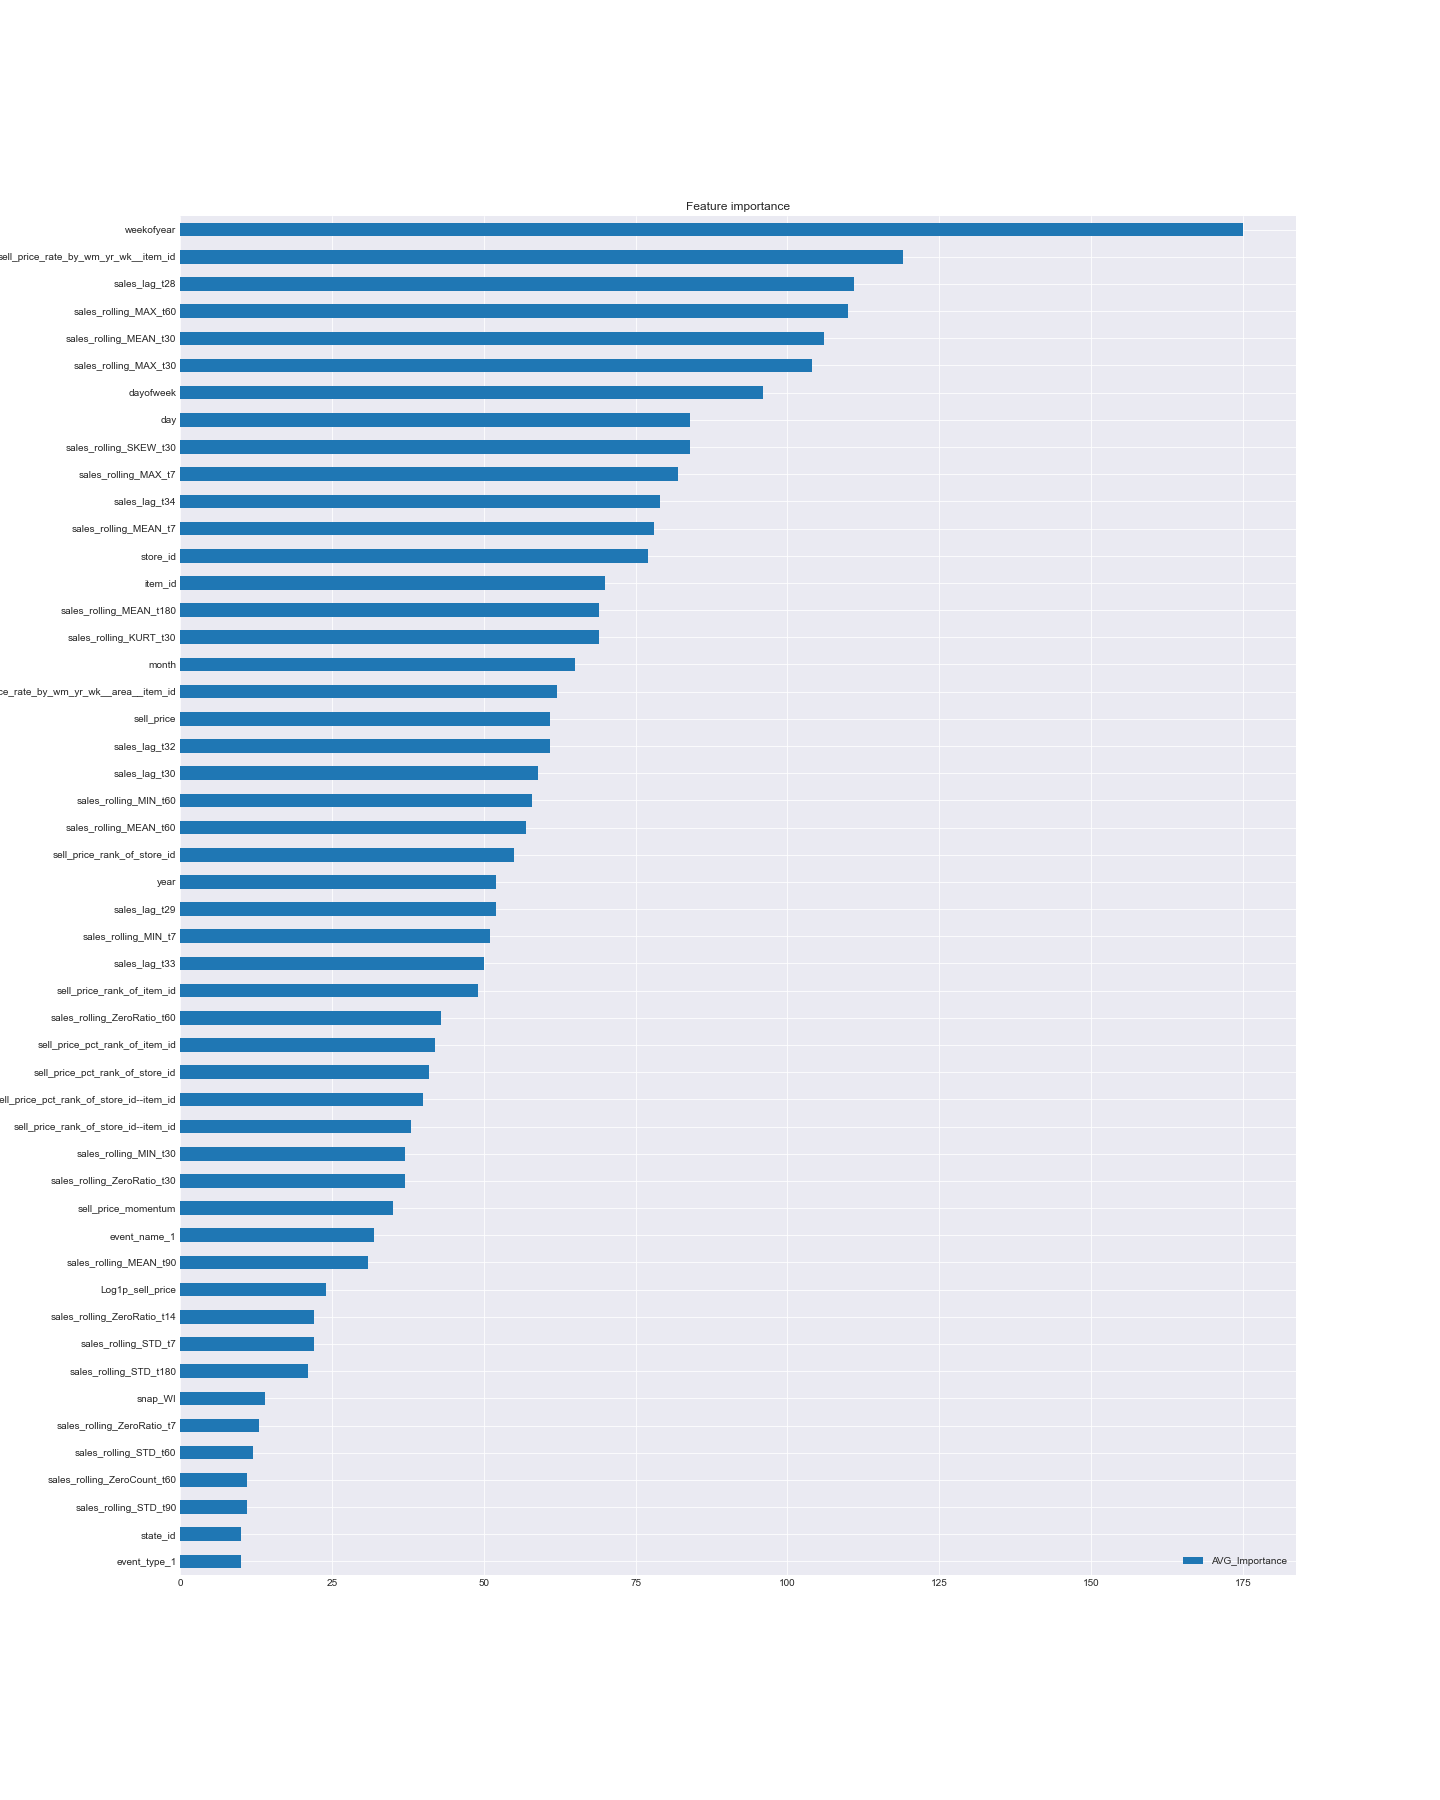 Feature importance
weekofyear
sell_price_rate_by_wm_yr_wk__item_id
sales_lag_t28
sales_rolling_MAX_t60
sales_rolling_MEAN_t30
sales_rolling_MAX_t30
dayofweek
day
sales_rolling_SKEW_t30
sales_rolling_MAX_t7
sales_lag_t34
sales_rolling_MEAN_t7
store_id
item_id
sales_rolling_MEAN_t180
sales_rolling_KURT_t30
month
ce_rate_by_wm_yr_wk__area__item_id
sell_price
sales_lag_t32
sales_lag_t30
sales_rolling_MIN_t60
sales_rolling_MEAN_t60
sell_price_rank_of_store_id
year
sales_lag_t29
sales_rolling_MIN_t7
sales_lag_t33
sell_price_rank_of_item_id
sales_rolling_ZeroRatio_t60
sell_price_pct_rank_of_item_id
sell_price_pct_rank_of_store_id
ell_price_pct_rank_of_store_id--item_id
sell_price_rank_of_store_id--item_id
sales_rolling_MIN_t30
sales_rolling_ZeroRatio_t30
sell_price_momentum
event_name_1
sales_rolling_MEAN_t90
Log1p_sell_price
sales_rolling_ZeroRatio_t14
sales_rolling_STD_t7
sales_rolling_STD_t180
snap_WI
sales_rolling_ZeroRatio_t7
sales_rolling_STD_t60
sales_rolling_ZeroCount_t60
sales_rolling_STD_t90
state_id
event_type_1
AVG_Importance
0 25 50 75 100 125 150 175